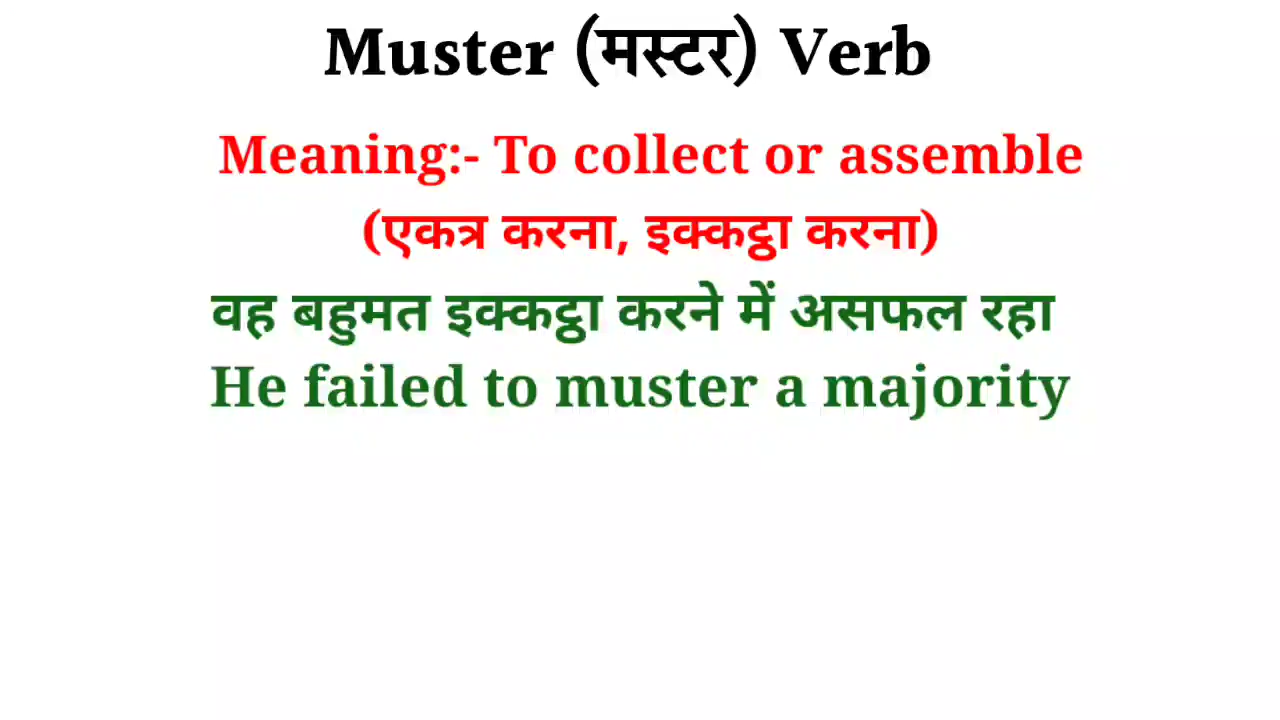 Muster (मस्टर) Verb
Meaning:- To collect or assemble
(एकत्र करना, इक्कट्ठा करना)
वह बहुमत इक्कट्ठा करने में असफल रहा
He failed to muster a majority